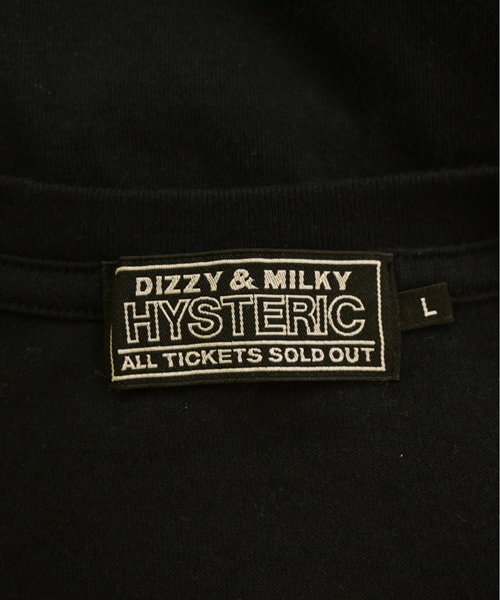 DIZZY & MILKY
HYSTERIC
ALL TICKETS SOLD OUT
L